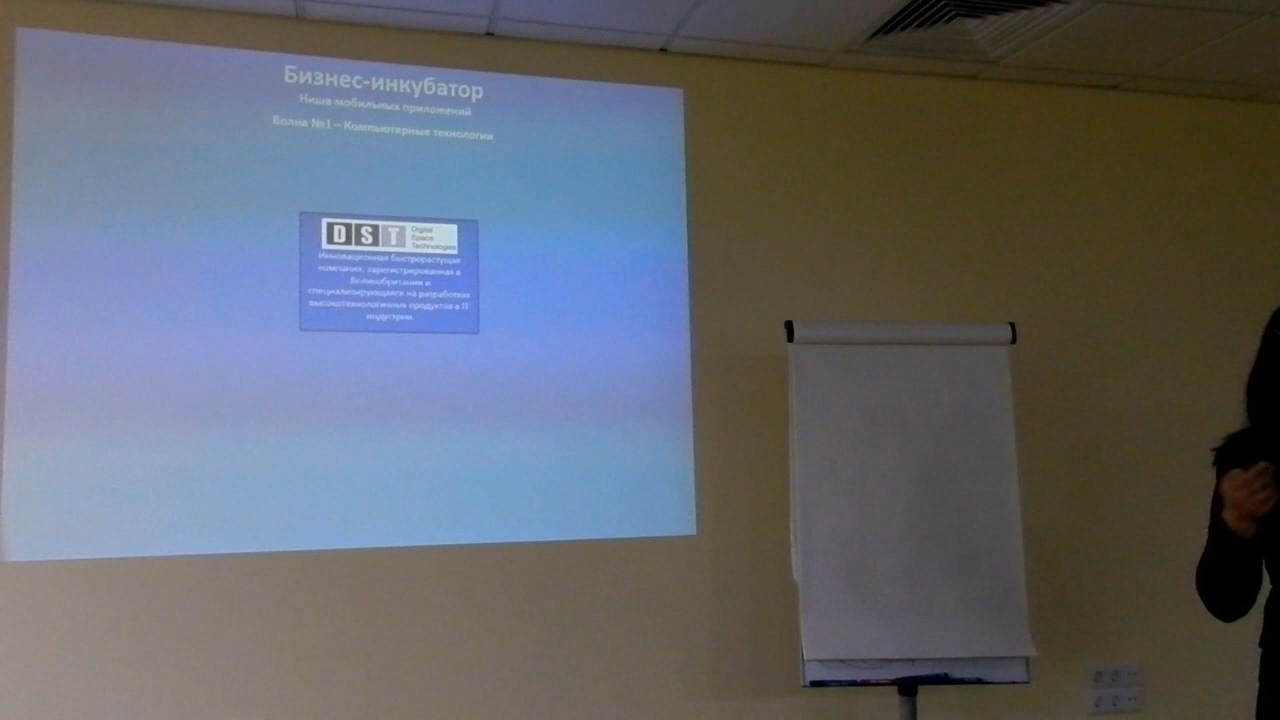 Бизнес-инкубатор
Ниша мобильных приложений
Волна №1 – Компьютерные технологии
DST
Digital
Space
Technologies
Инновационная быстрорастущая
компания, зарегистрированная в
Великобритании и
специализирующаяся на разработках
высокотехнологичных продуктов в IT
индустрии.